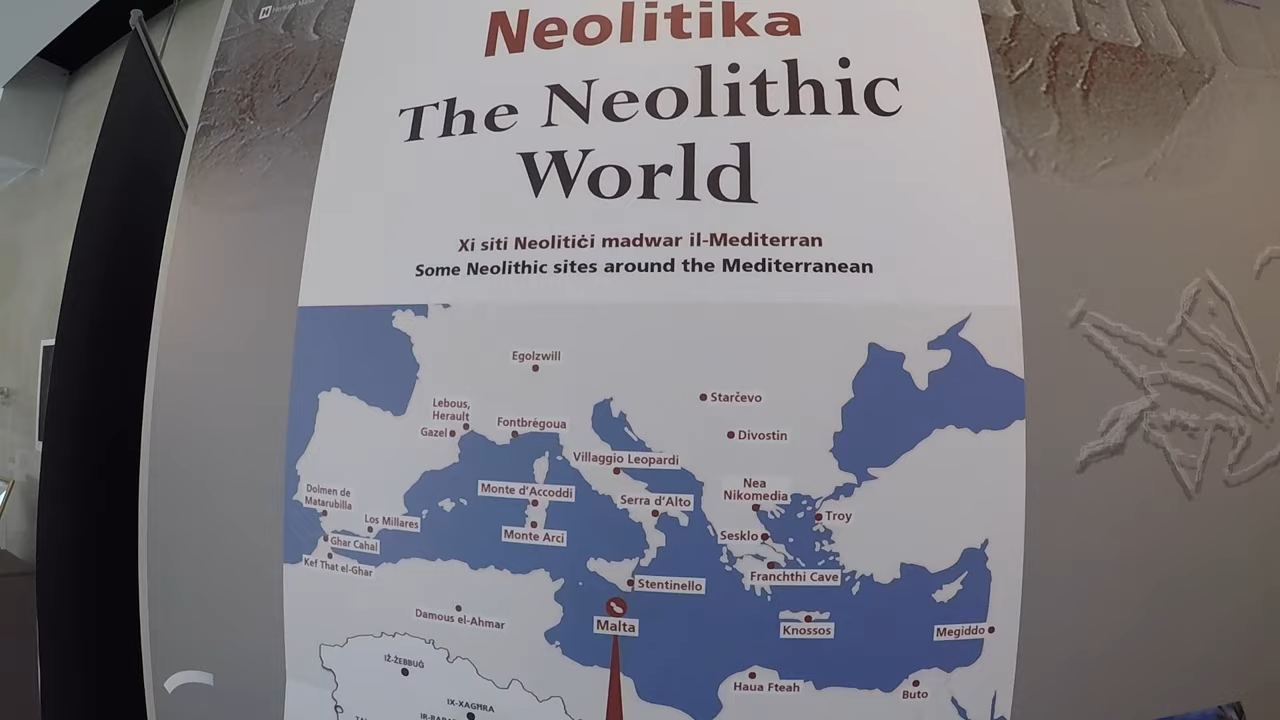 Neolitika
The Neolithic
World
Xi siti Neolitiċi madwar il-Mediterran
Some Neolithic sites around the Mediterranean
Egolzwill
Starčevo
Lebous,
Herault
Gazel
Fontbrégoua
Divostin
Villaggio Leopardi
Dolmen de
Matarubilla
Monte d'Accoddi
Serra d'Alto
Nea
Nikomedia
Los Millares
Troy
Monte Arci
Sesklo
Ghar Cahal
Kef That el-Ghar
Stentinello
Franchthi Cave
Damous el-Ahmar
Malta
Knossos
Megiddo
IŻ-ŻEBBUĠ
Haua Fteah
Buto
IX-XAGĦRA